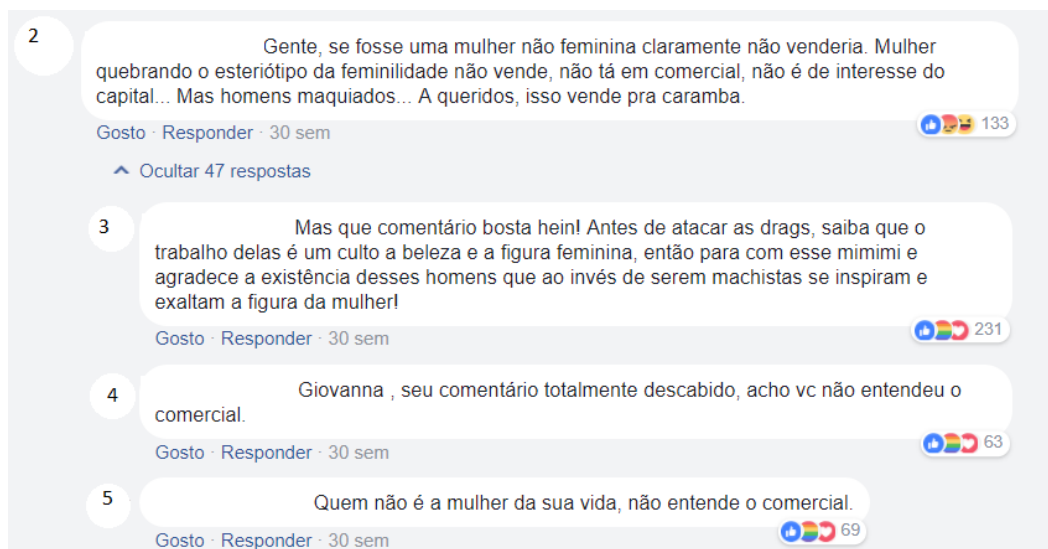 2
Gente, se fosse uma mulher não feminina claramente não venderia. Mulher
quebrando o esteriótipo da feminilidade não vende, não tá em comercial, não é de interesse do
capital... Mas homens maquiados... A queridos, isso vende pra caramba.
133
Gosto · Responder · 30 sem
Ocultar 47 respostas
3
Mas que comentário bosta hein! Antes de atacar as drags, saiba que o
trabalho delas é um culto a beleza e a figura feminina, então para com esse mimimi e
agradece a existência desses homens que ao invés de serem machistas se inspiram e
exaltam a figura da mulher!
231
Gosto · Responder · 30 sem
4
Giovanna , seu comentário totalmente descabido, acho vc não entendeu o
comercial.
63
Gosto · Responder · 30 sem
5
Quem não é a mulher da sua vida, não entende o comercial.
69
Gosto · Responder · 30 sem